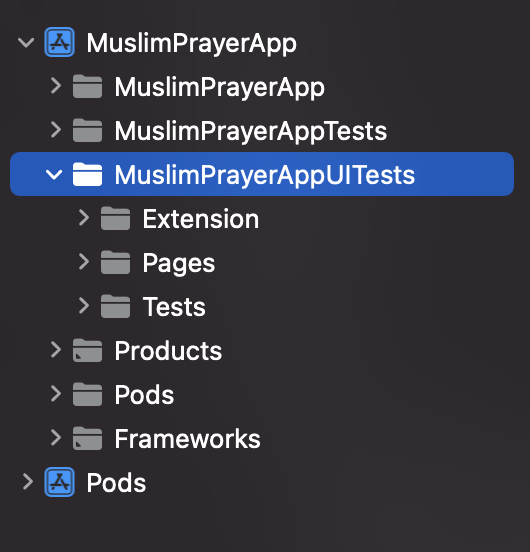 MuslimPrayerApp
MuslimPrayerApp
MuslimPrayerAppTests
MuslimPrayerAppUITests
Extension
Pages
Tests
Products
Pods
Frameworks
Pods